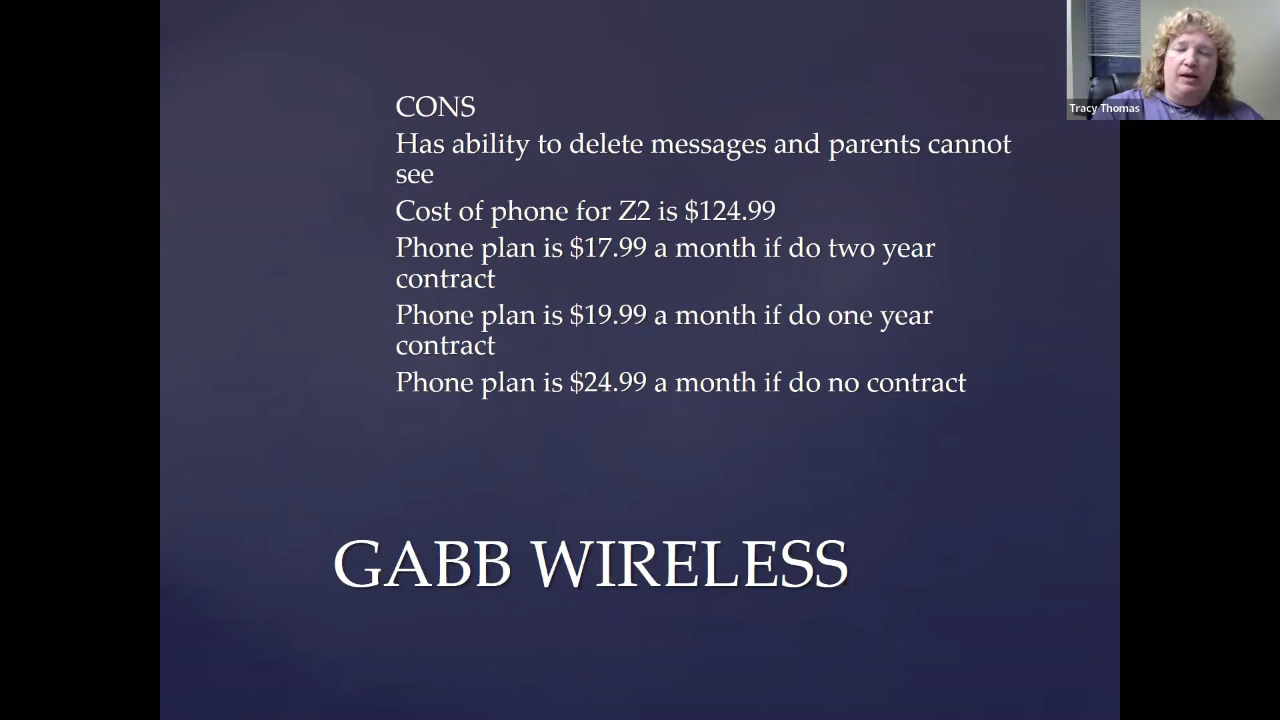 CONS
Has ability to delete messages and parents cannot
see
Cost of phone for Z2 is $124.99
Phone plan is $17.99 a month if do two year
contract
Phone plan is $19.99 a month if do one year
contract
Phone plan is $24.99 a month if do no contract
GABB WIRELESS
Tracy Thomas